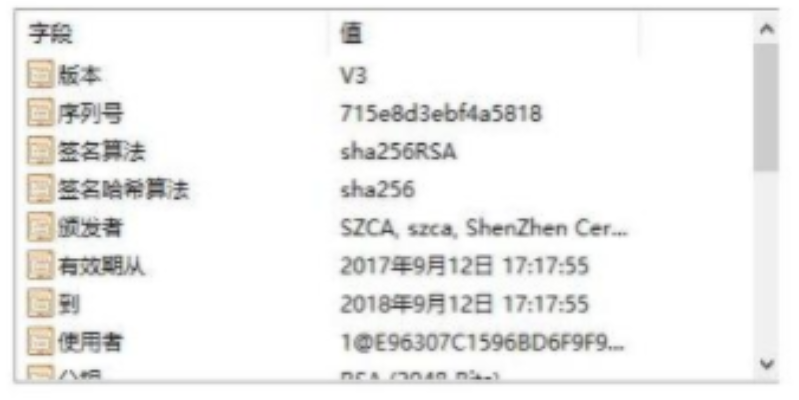 字段 值
版本 V3
序列号 715e8d3ebf4a5818
签名算法 sha256RSA
签名哈希算法 sha256
颁发者 SZCA, szca, ShenZhen Cer...
有效期从 2017年9月12日 17:17:55
到 2018年9月12日 17:17:55
使用者 1@E96307C1596BD6F9F9...
RSA (2048 Bits)